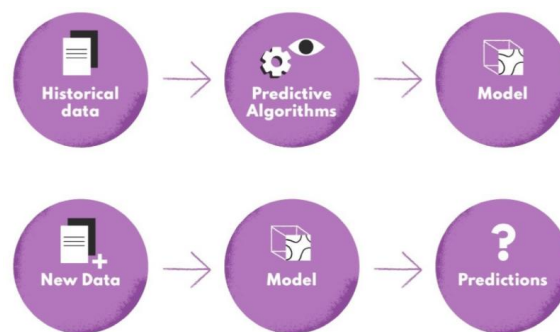 Historical
data
Predictive
Algorithms
Model
New Data
Model
?
Predictions